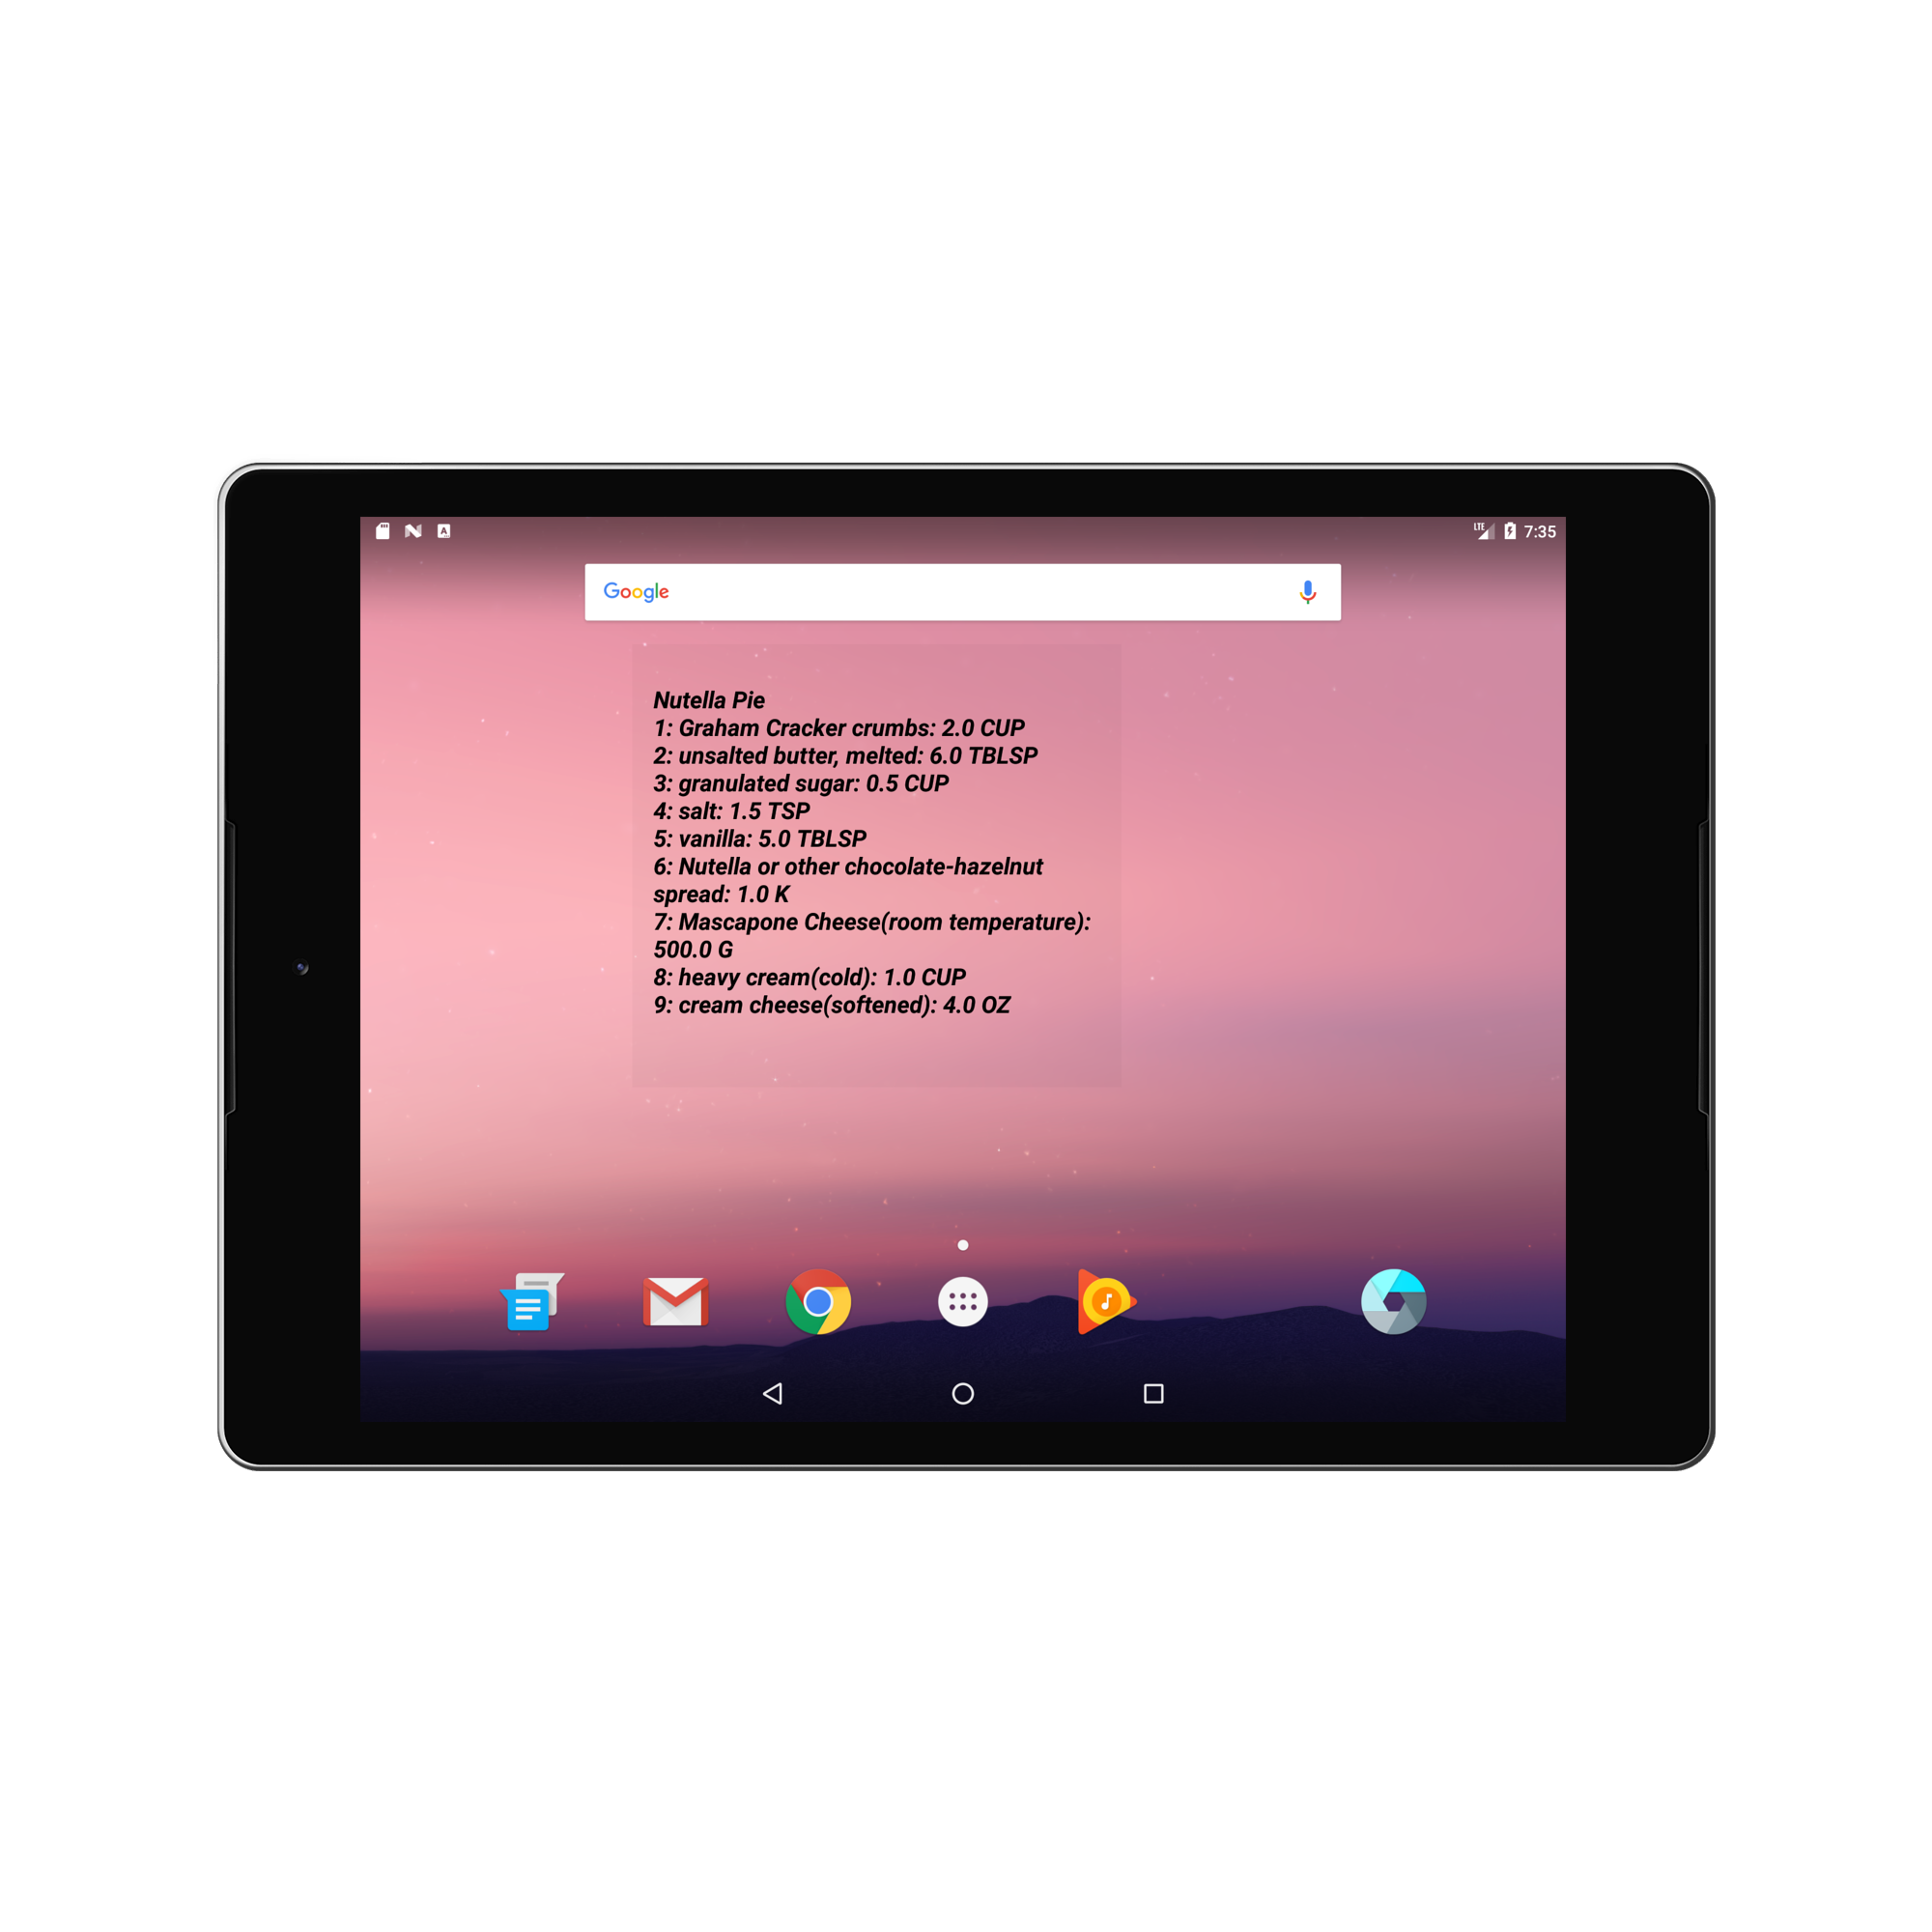 LTE 7:35
Google
Nutella Pie
1: Graham Cracker crumbs: 2.0 CUP
2: unsalted butter, melted: 6.0 TBLSP
3: granulated sugar: 0.5 CUP
4: salt: 1.5 TSP
5: vanilla: 5.0 TBLSP
6: Nutella or other chocolate-hazelnut
spread: 1.0 K
7: Mascapone Cheese(room temperature):
500.0 G
8: heavy cream(cold): 1.0 CUP
9: cream cheese(softened): 4.0 OZ